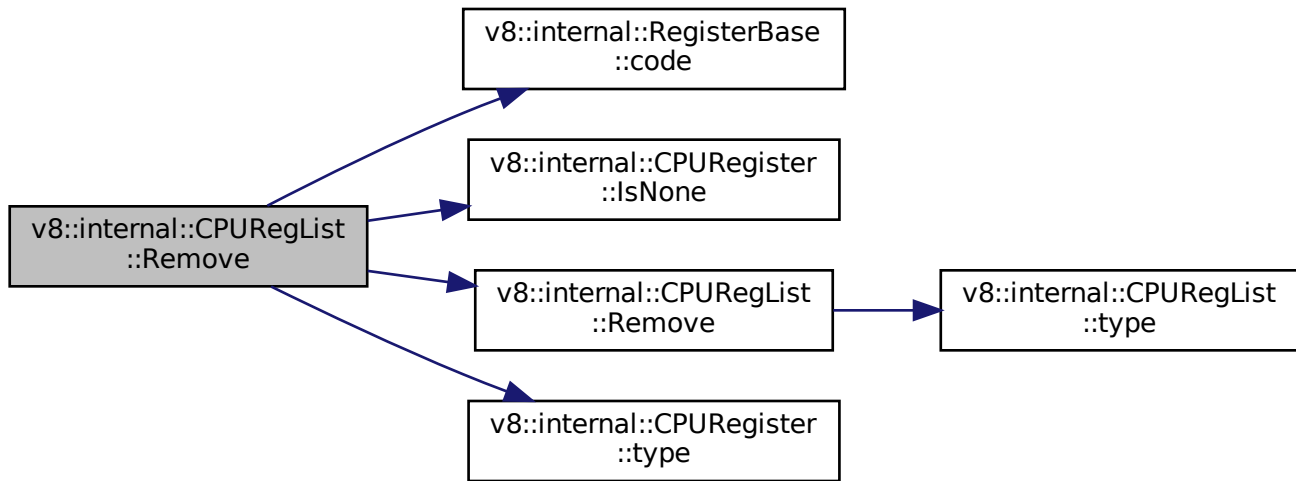 v8::internal::RegisterBase
::code
v8::internal::CPURegister
::IsNone
v8::internal::CPURegList
::Remove
v8::internal::CPURegList
::Remove
v8::internal::CPURegList
::type
v8::internal::CPURegister
::type